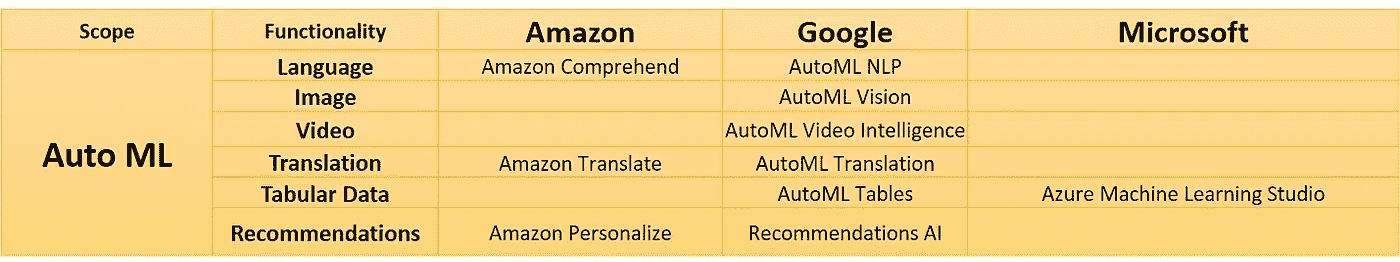 Scope Functionality Amazon Google Microsoft
Auto ML
Language Amazon Comprehend AutoML NLP
Image AutoML Vision
Video AutoML Video Intelligence
Translation Amazon Translate AutoML Translation
Tabular Data AutoML Tables Azure Machine Learning Studio
Recommendations Amazon Personalize Recommendations AI